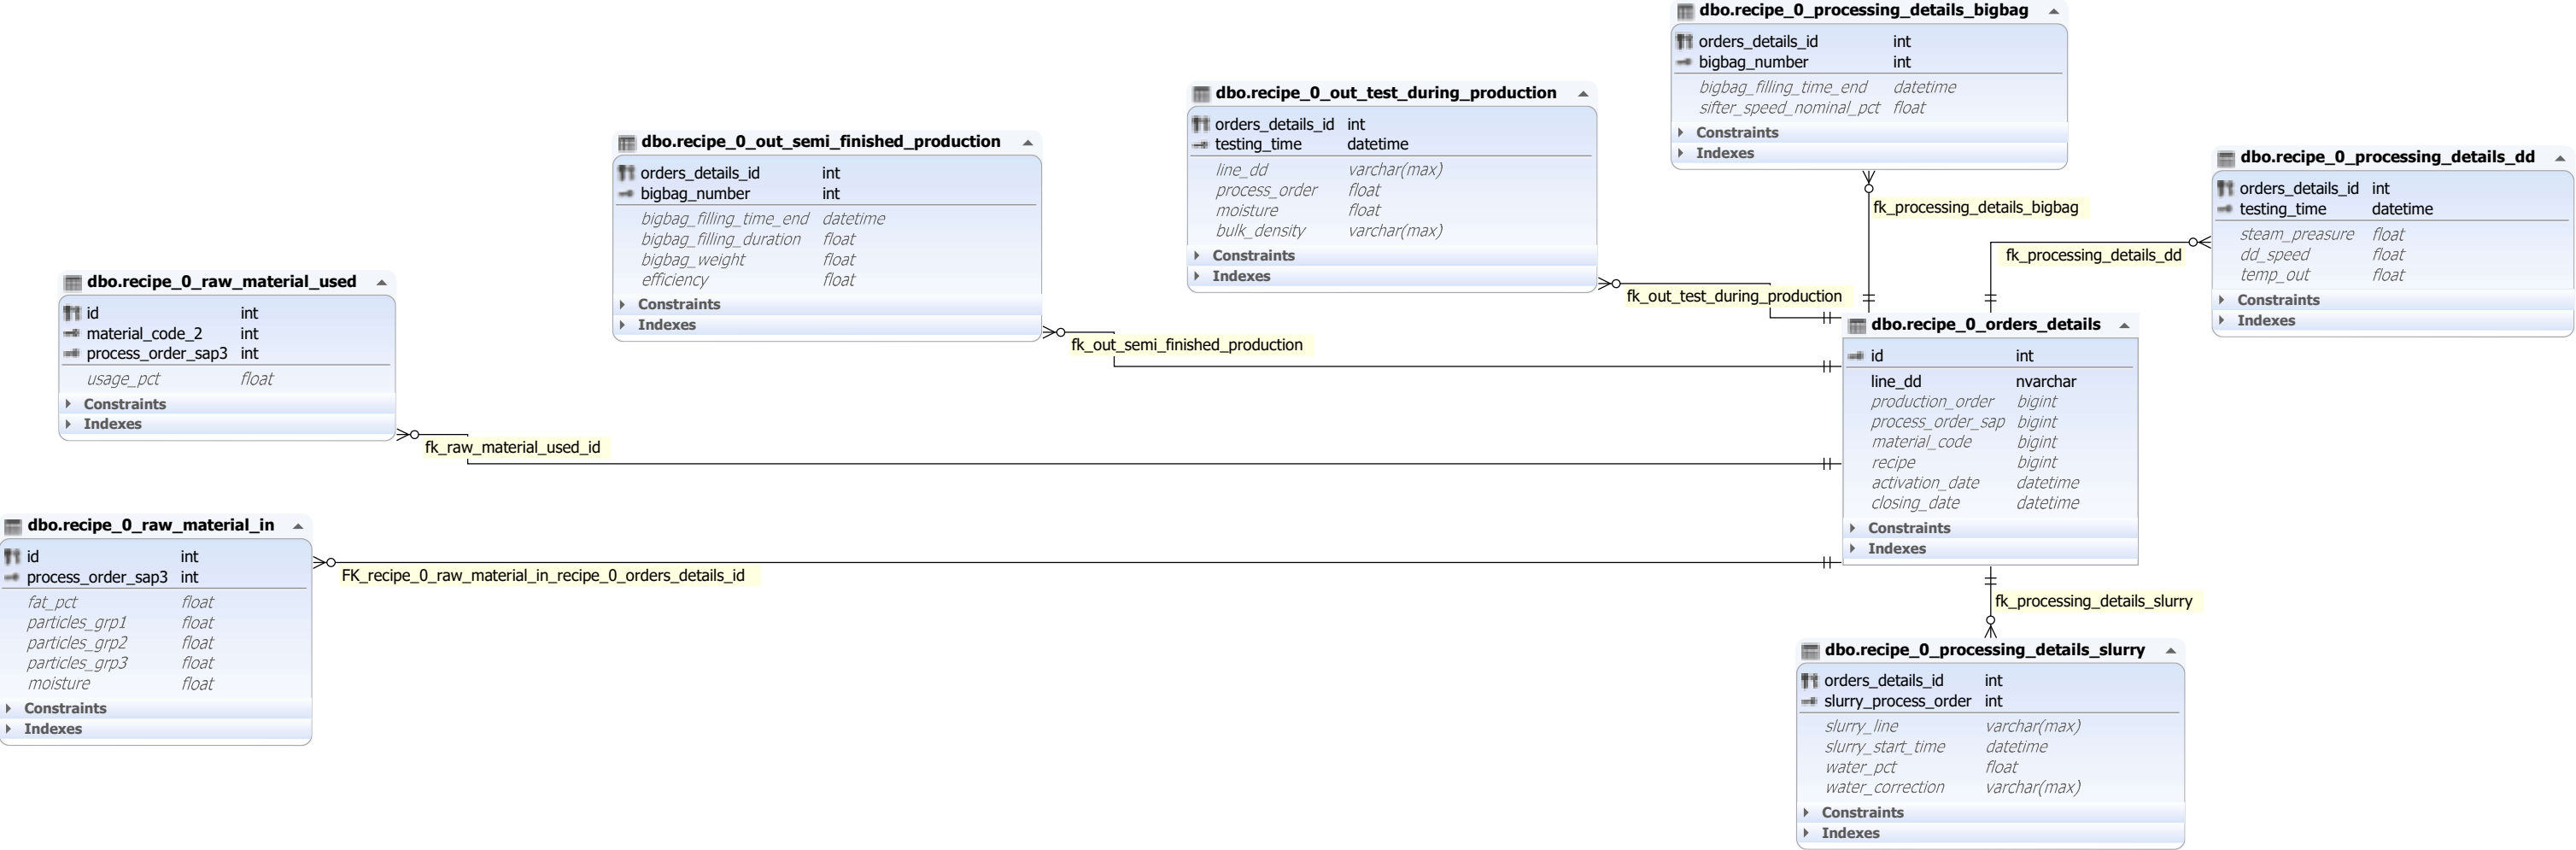 dbo.recipe_0_processing_details_bigbag
orders_details_id int
bigbag_number int
bigbag_filling_time_end datetime
sifter_speed_nominal_pct float
Constraints
Indexes
fk_processing_details_bigbag
dbo.recipe_0_out_test_during_production
orders_details_id int
testing_time datetime
line_dd varchar(max)
process_order float
moisture float
bulk_density varchar(max)
Constraints
Indexes
fk_out_test_during_production
dbo.recipe_0_out_semi_finished_production
orders_details_id int
bigbag_number int
bigbag_filling_time_end datetime
bigbag_filling_duration float
bigbag_weight float
efficiency float
Constraints
Indexes
fk_out_semi_finished_production
dbo.recipe_0_processing_details_dd
orders_details_id int
testing_time datetime
steam_preasure float
dd_speed float
temp_out float
Constraints
Indexes
fk_processing_details_dd
dbo.recipe_0_raw_material_used
id int
material_code_2 int
process_order_sap3 int
usage_pct float
Constraints
Indexes
fk_raw_material_used_id
dbo.recipe_0_orders_details
id int
line_dd nvarchar
production_order bigint
process_order_sap bigint
material_code bigint
recipe bigint
activation_date datetime
closing_date datetime
Constraints
Indexes
dbo.recipe_0_raw_material_in
id int
process_order_sap3 int
fat_pct float
particles_grp1 float
particles_grp2 float
particles_grp3 float
moisture float
Constraints
Indexes
FK_recipe_0_raw_material_in_recipe_0_orders_details_id
fk_processing_details_slurry
dbo.recipe_0_processing_details_slurry
orders_details_id int
slurry_process_order int
slurry_line varchar(max)
slurry_start_time datetime
water_pct float
water_correction varchar(max)
Constraints
Indexes